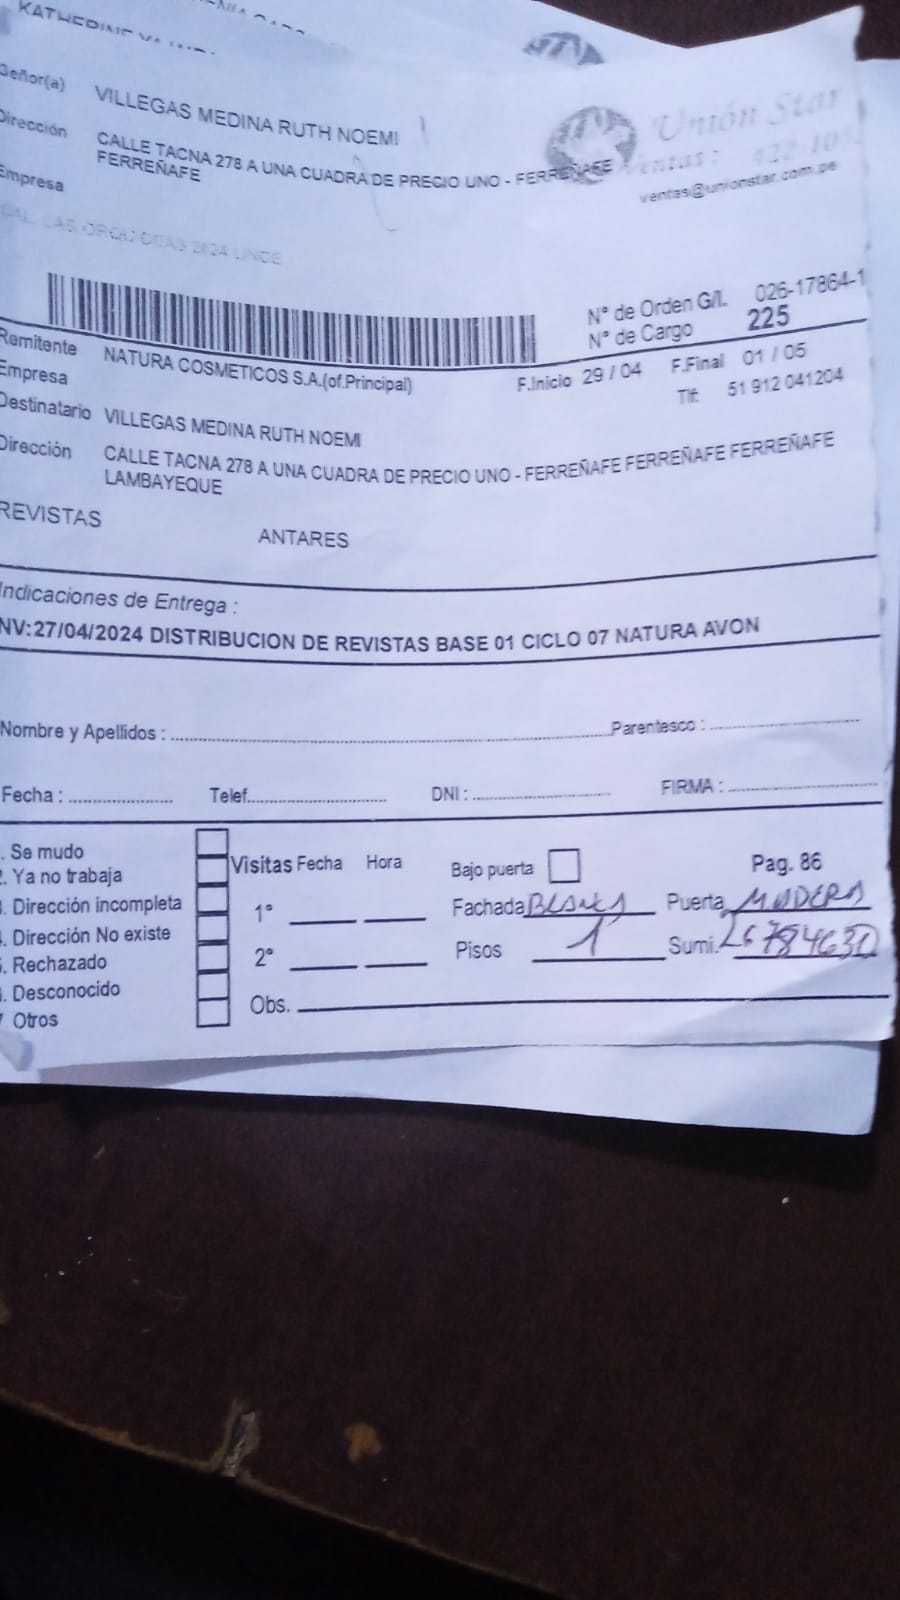 Señor(a) VILLEGAS MEDINA RUTH NOEMI
Unión Star
Dirección CALLE TACNA 278 A UNA CUADRA DE PRECIO UNO - FERREÑAFE
FERREÑAFE
Ventas:
ventas@unionstar.com.pe
Empresa
N° de Orden G/I. 026-17864-1
N° de Cargo 225
Remitente NATURA COSMETICOS S.A.(of.Principal)
F.Inicio 29 / 04 F.Final 01 / 05
Empresa
Tlf: 51 912 041204
Destinatario VILLEGAS MEDINA RUTH NOEMI
Dirección CALLE TACNA 278 A UNA CUADRA DE PRECIO UNO - FERREÑAFE FERREÑAFE FERREÑAFE
LAMBAYEQUE
REVISTAS
ANTARES
Indicaciones de Entrega :
NV:27/04/2024 DISTRIBUCION DE REVISTAS BASE 01 CICLO 07 NATURA AVON
Nombre y Apellidos : Parentesco :
Fecha : Telef. DNI : FIRMA :
. Se mudo
2. Ya no trabaja
. Dirección incompleta
. Dirección No existe
. Rechazado
. Desconocido
7 Otros
Visitas Fecha Hora
1°
2°
Obs.
Bajo puerta
Pag. 86
Fachada BLANCA Puerta MADERA
Pisos 1 Sumi.